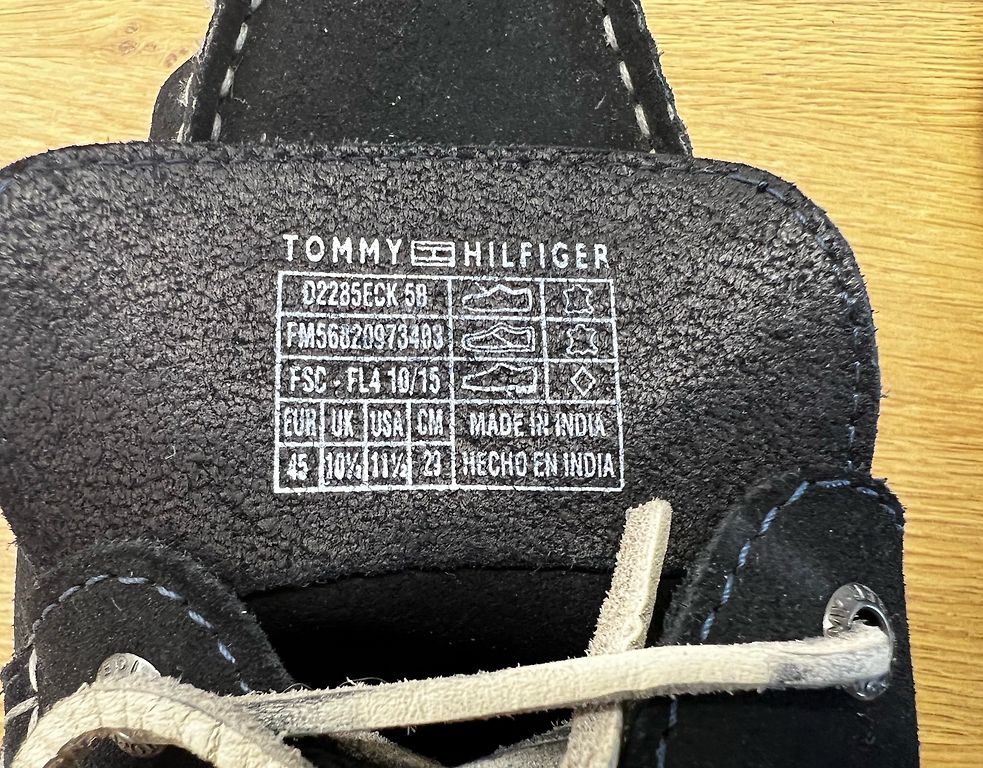 TOMMY HILFIGER
D2285ECK 5B
FM56820973403
FSC - FL4 10/15
EUR UK USA CM MADE IN INDIA
45 10½ 11½ 29 HECHO EN INDIA